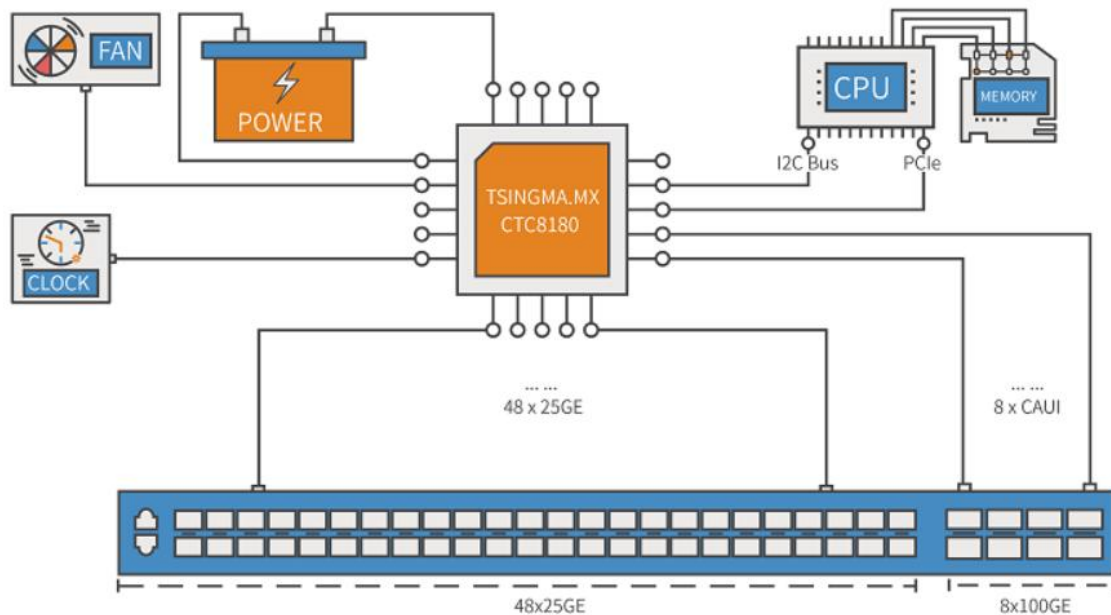 FAN
POWER
CPU
MEMORY
I2C Bus
PCIe
TSINGMA.MX
CTC8180
CLOCK
... ...
48 x 25GE
... ...
8 x CAUI
48x25GE
8x100GE